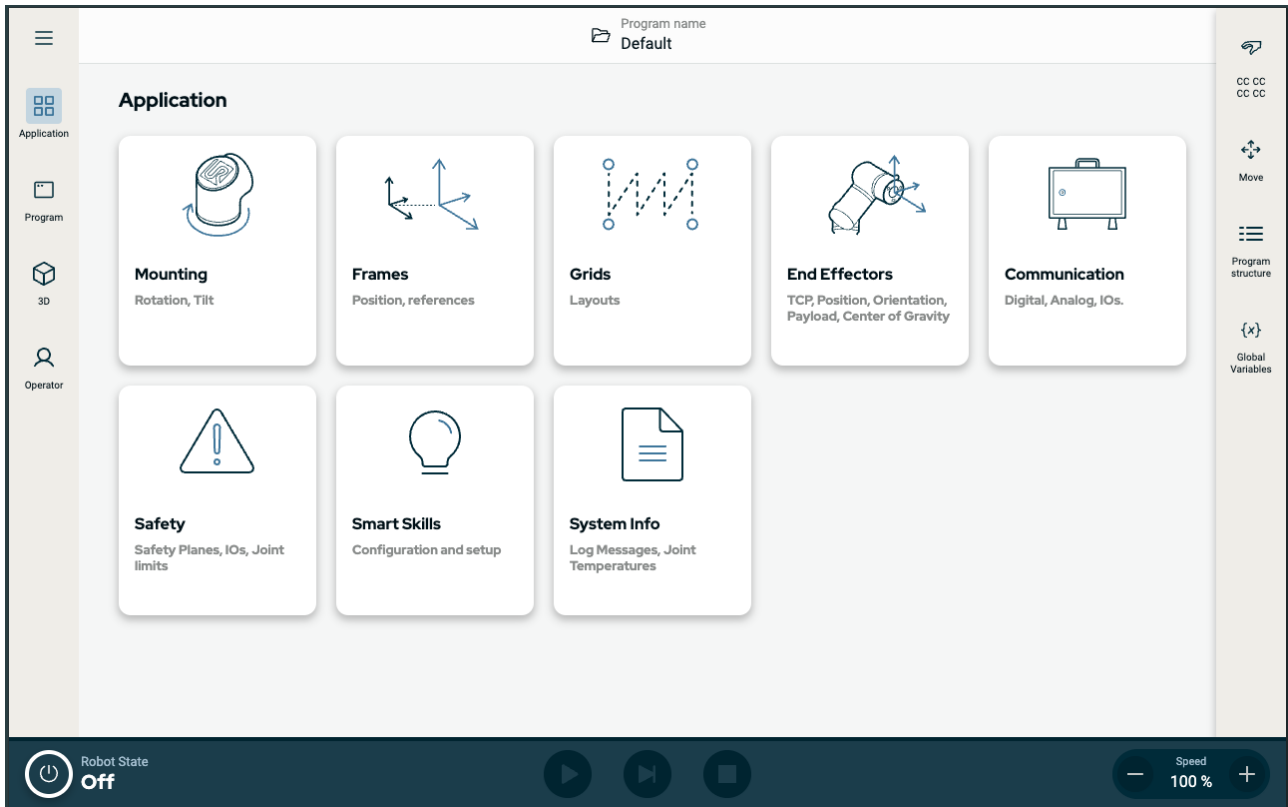 Program name
Default
Application
Program
3D
Operator
Application
Mounting
Rotation, Tilt
Frames
Position, references
Grids
Layouts
End Effectors
TCP, Position, Orientation,
Payload, Center of Gravity
Communication
Digital, Analog, IOs.
Safety
Safety Planes, IOs, Joint
limits
Smart Skills
Configuration and setup
System Info
Log Messages, Joint
Temperatures
CC CC
CC CC
Move
Program
structure
{x}
Global
Variables
Robot State
Off
Speed
100 %
UR